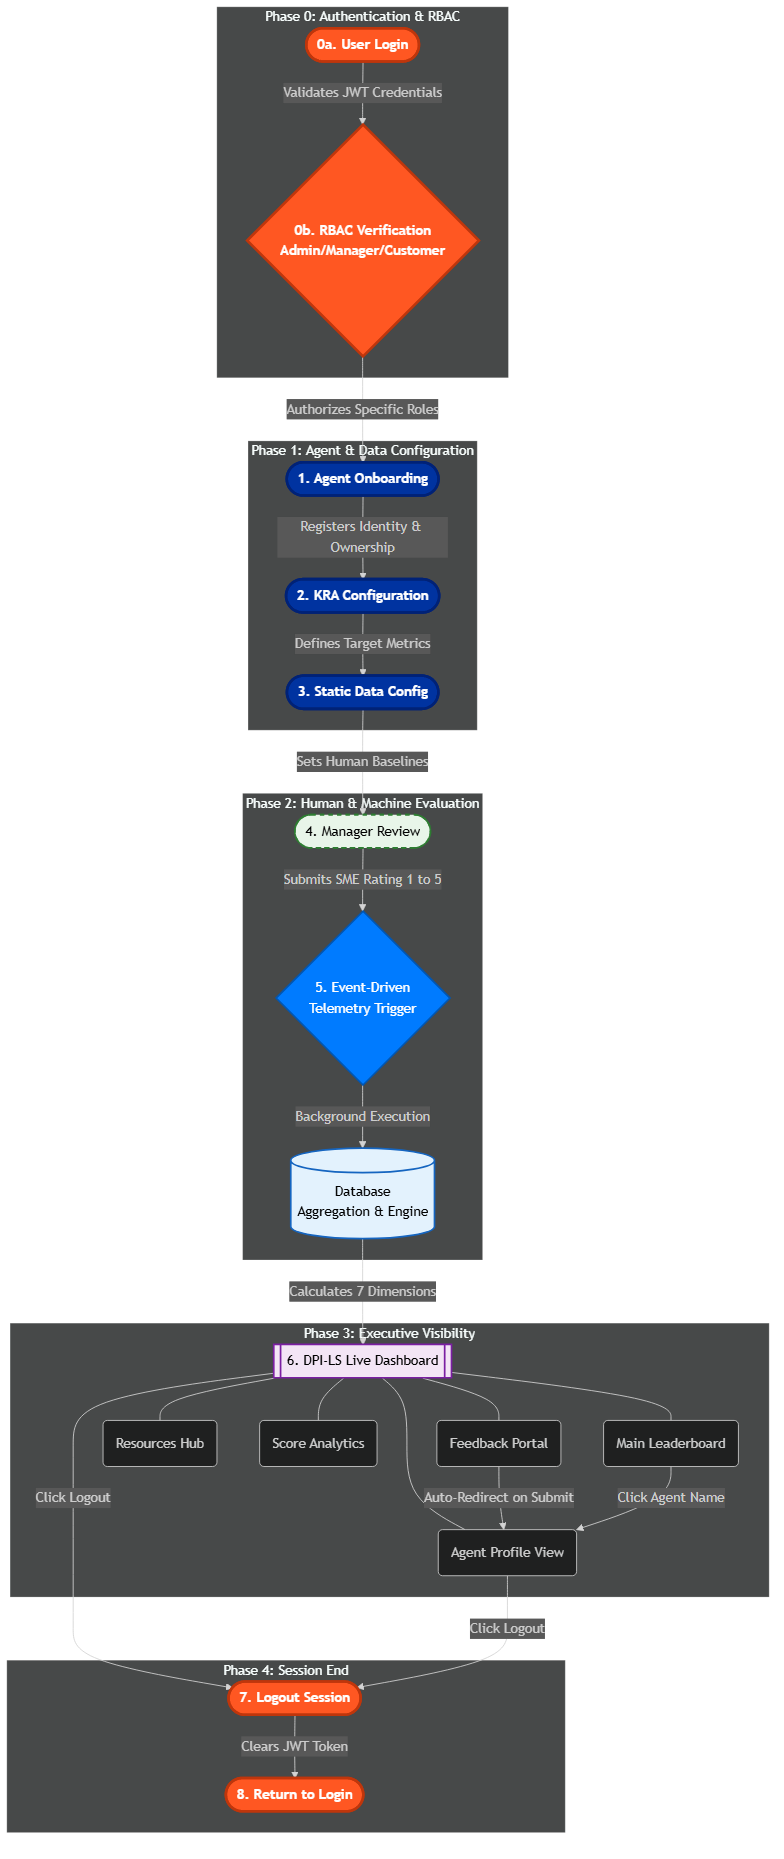 Phase 0: Authentication & RBAC
0a. User Login
Validates JWT Credentials
0b. RBAC Verification
Admin/Manager/Customer
Authorizes Specific Roles
Phase 1: Agent & Data Configuration
1. Agent Onboarding
Registers Identity &
Ownership
2. KRA Configuration
Defines Target Metrics
3. Static Data Config
Sets Human Baselines
Phase 2: Human & Machine Evaluation
4. Manager Review
Submits SME Rating 1 to 5
5. Event-Driven
Telemetry Trigger
Background Execution
Database
Aggregation & Engine
Calculates 7 Dimensions
Phase 3: Executive Visibility
6. DPI-LS Live Dashboard
Resources Hub
Score Analytics
Feedback Portal
Main Leaderboard
Click Logout
Auto-Redirect on Submit
Click Agent Name
Agent Profile View
Click Logout
Phase 4: Session End
7. Logout Session
Clears JWT Token
8. Return to Login